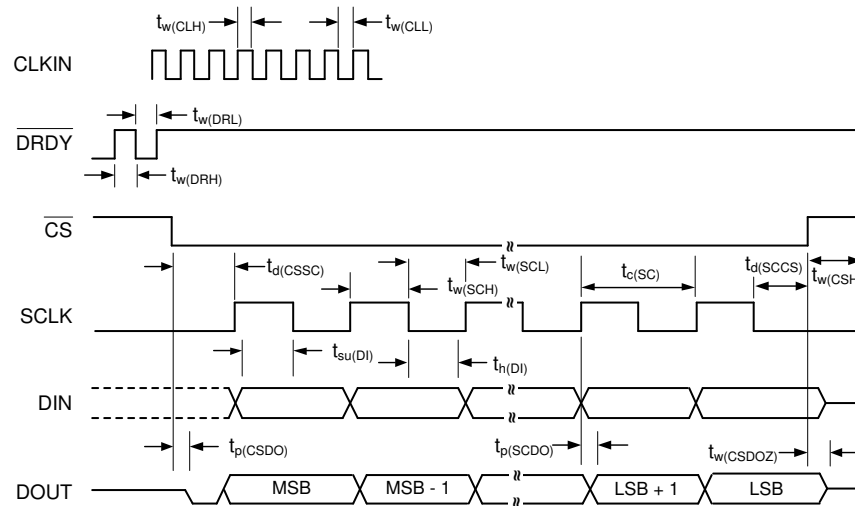 tw(CLH)
tw(CLL)
CLKIN
tw(DRL)
DRDY
tw(DRH)
CS
td(CSSC)
tw(SCL)
tc(SC)
td(SCCS)
tw(SCH)
tw(CSH
SCLK
tsu(DI)
th(DI)
DIN
tp(CSDO)
tp(SCDO)
tw(CSDOZ)
DOUT
MSB
MSB - 1
LSB + 1
LSB